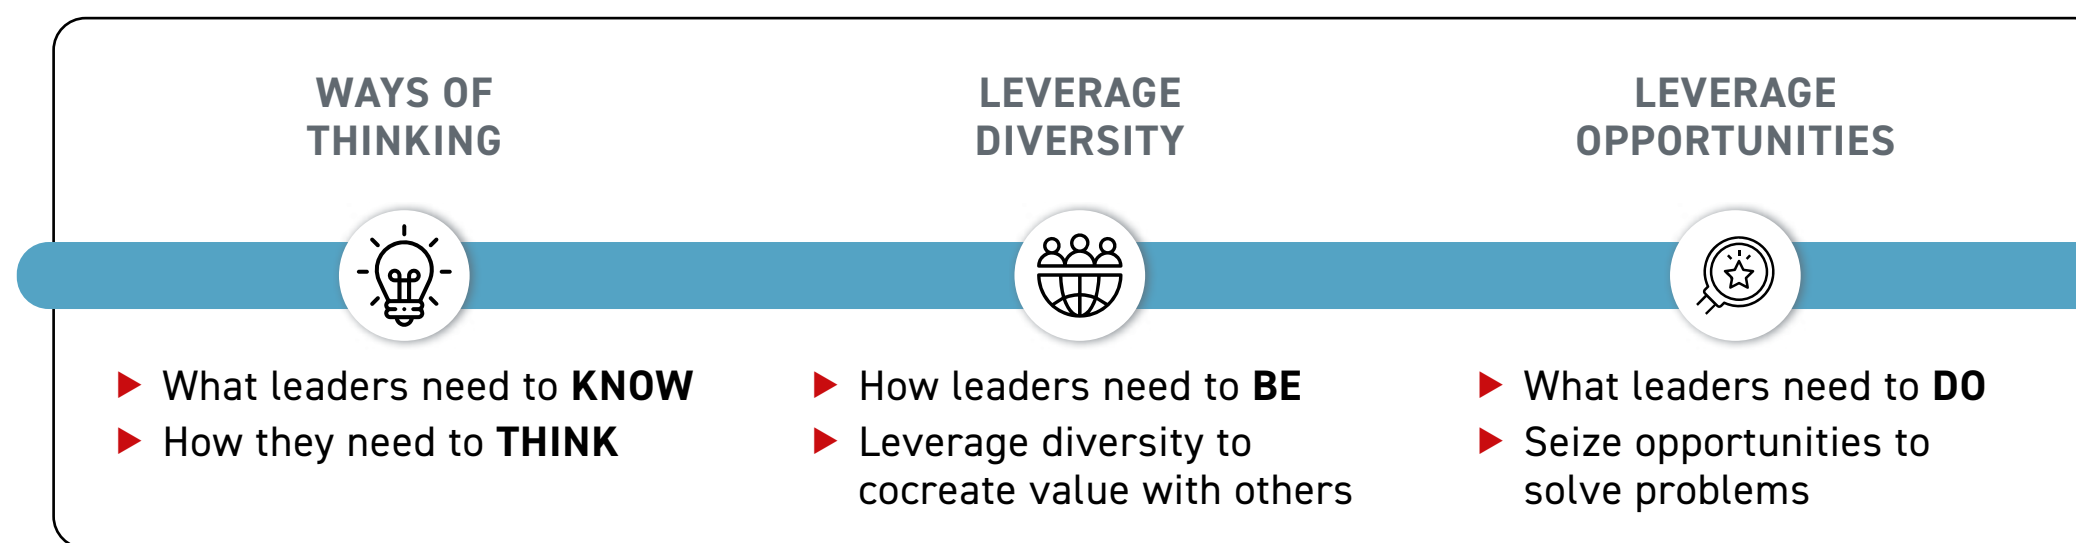 WAYS OF
THINKING
What leaders need to KNOW
How they need to THINK
LEVERAGE
DIVERSITY
How leaders need to BE
Leverage diversity to
cocreate value with others
LEVERAGE
OPPORTUNITIES
What leaders need to DO
Seize opportunities to
solve problems